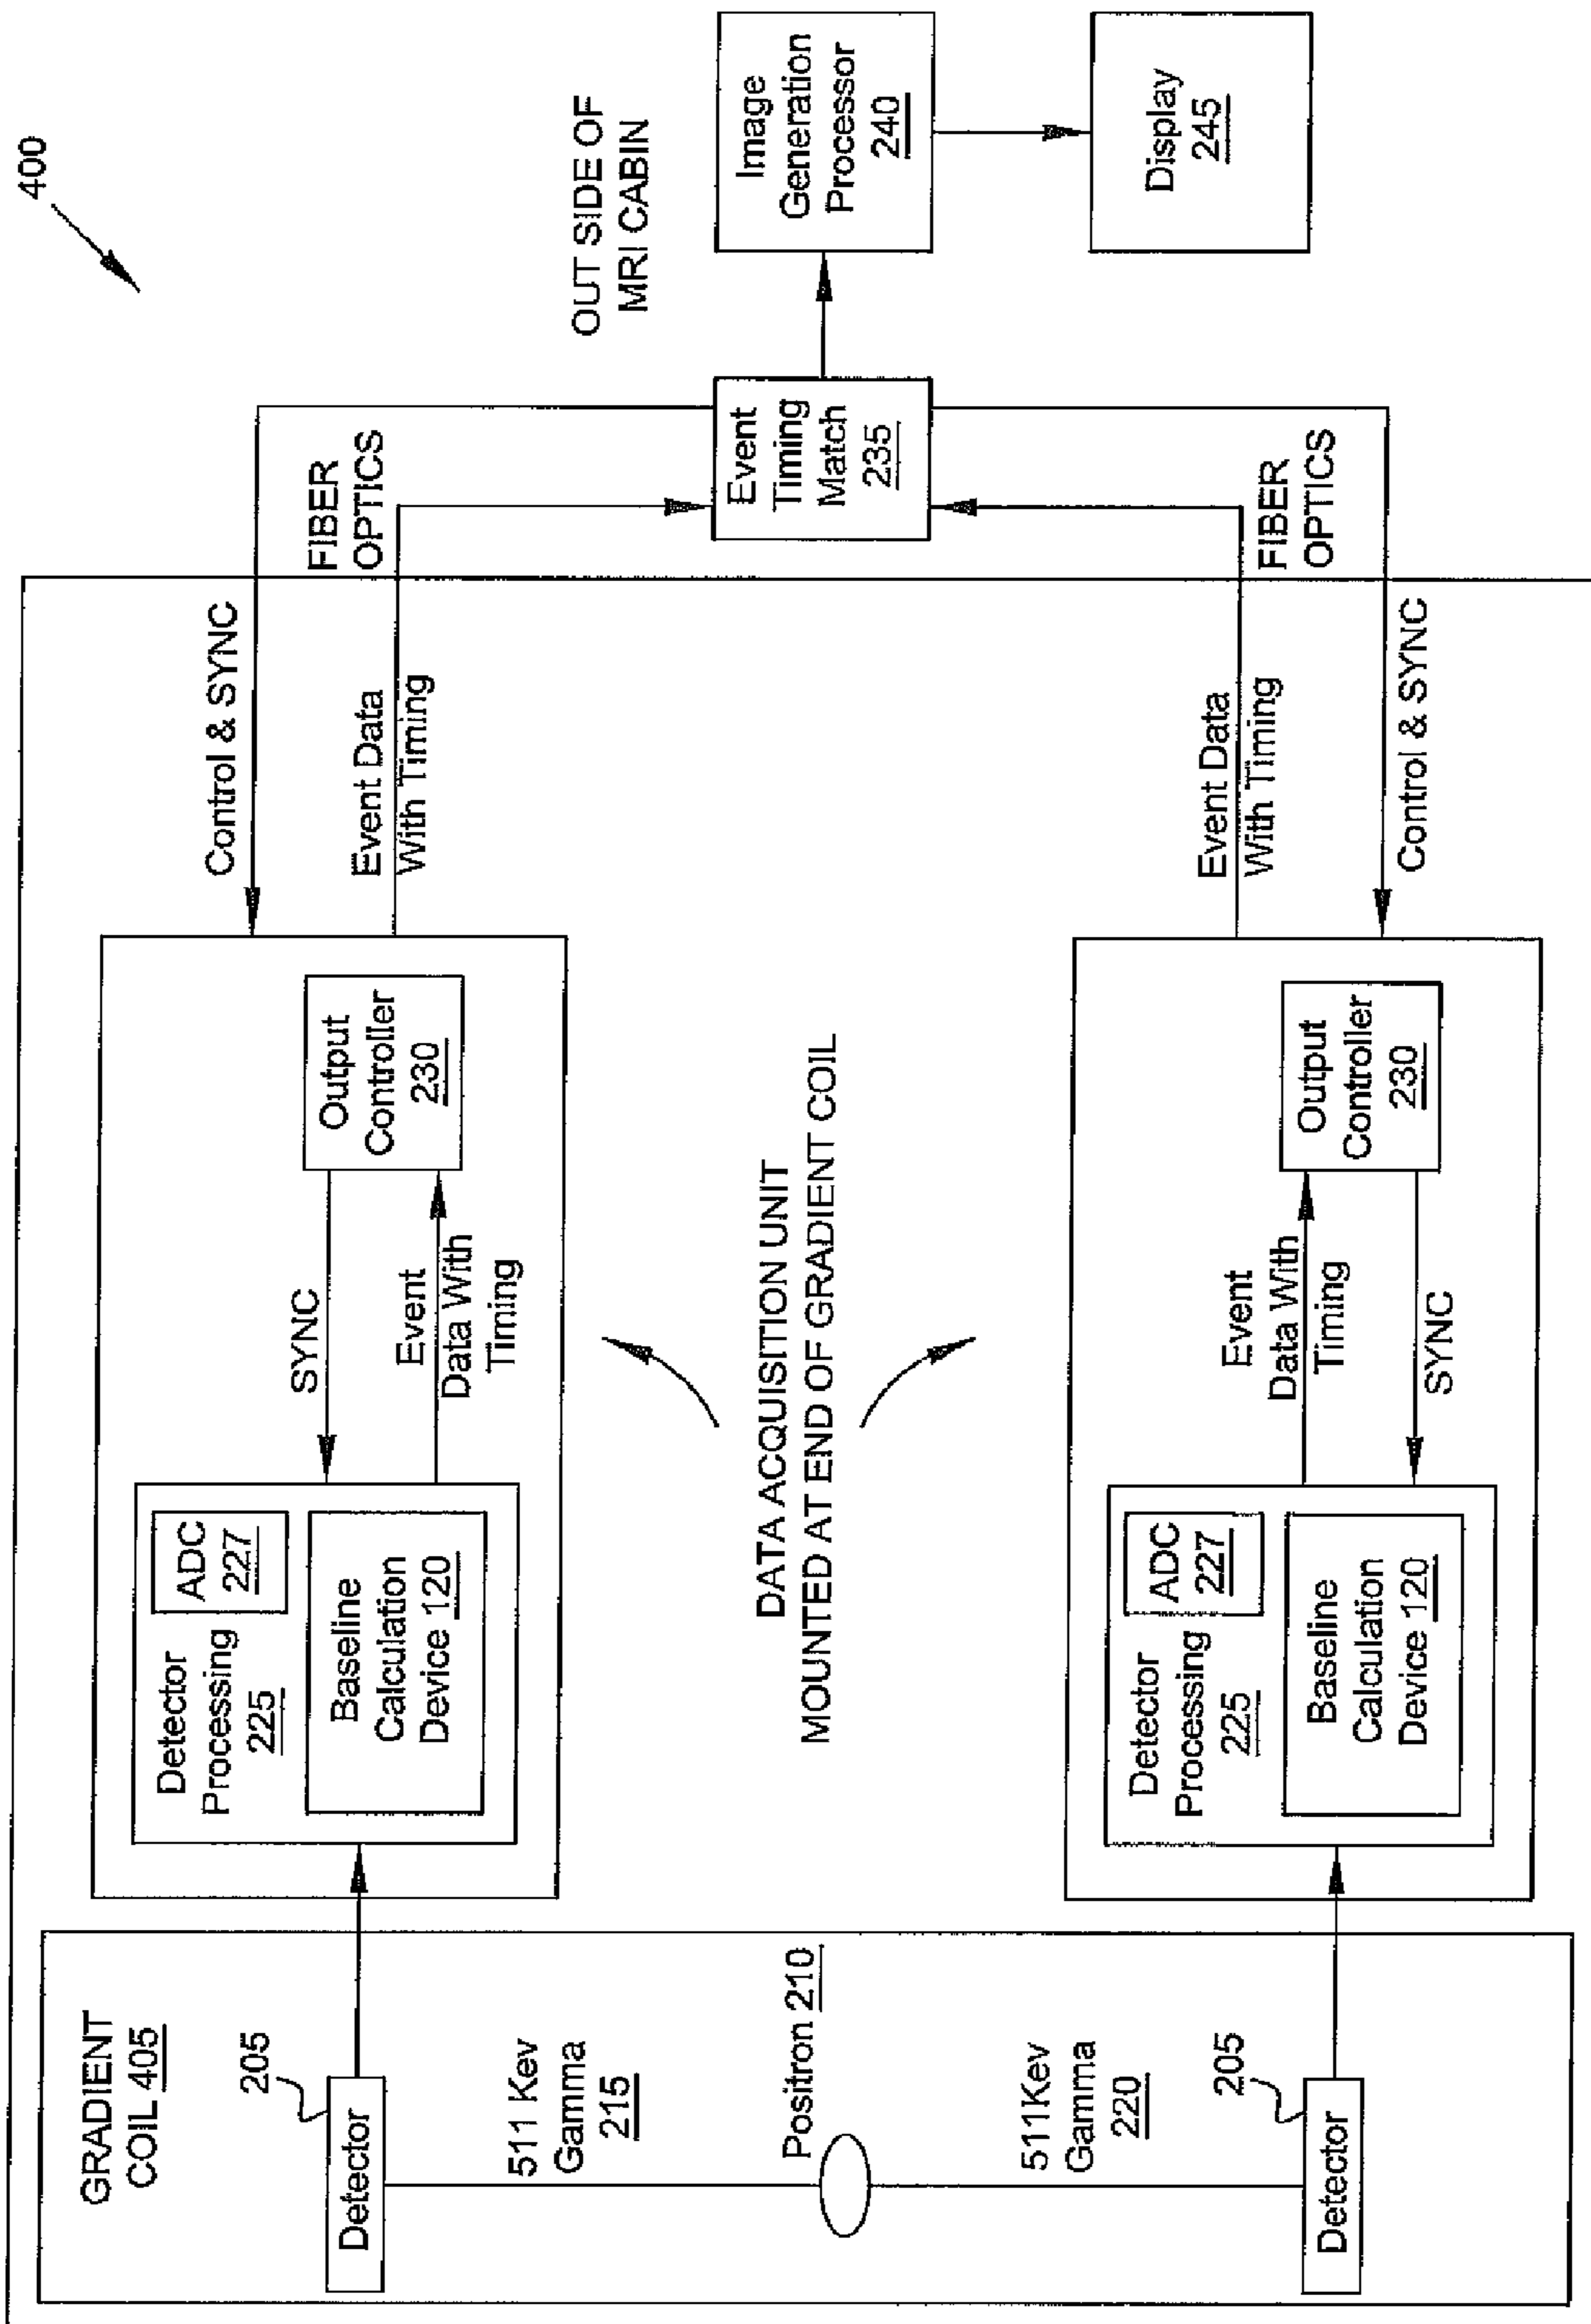 400
GRADIENT
COIL 405
205
Detector
511 Kev
Gamma
215
Positron 210
511Kev
Gamma
220
205
Detector
Detector
Processing
225
ADC
227
Baseline
Calculation
Device 120
SYNC
Event
Data With
Timing
Output
Controller
230
Control & SYNC
Event Data
With Timing
FIBER
OPTICS
DATA ACQUISITION UNIT
MOUNTED AT END OF GRADIENT COIL
Detector
Processing
225
ADC
227
Baseline
Calculation
Device 120
Event
Data With
Timing
SYNC
Output
Controller
230
Event Data
With Timing
Control & SYNC
FIBER
OPTICS
Event
Timing
Match
235
OUT SIDE OF
MRI CABIN
Image
Generation
Processor
240
Display
245